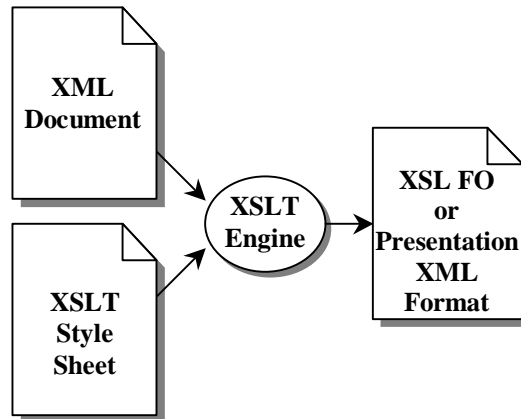 XML
Document
XSLT
Style
Sheet
XSLT
Engine
XSL FO
or
Presentation
XML
Format